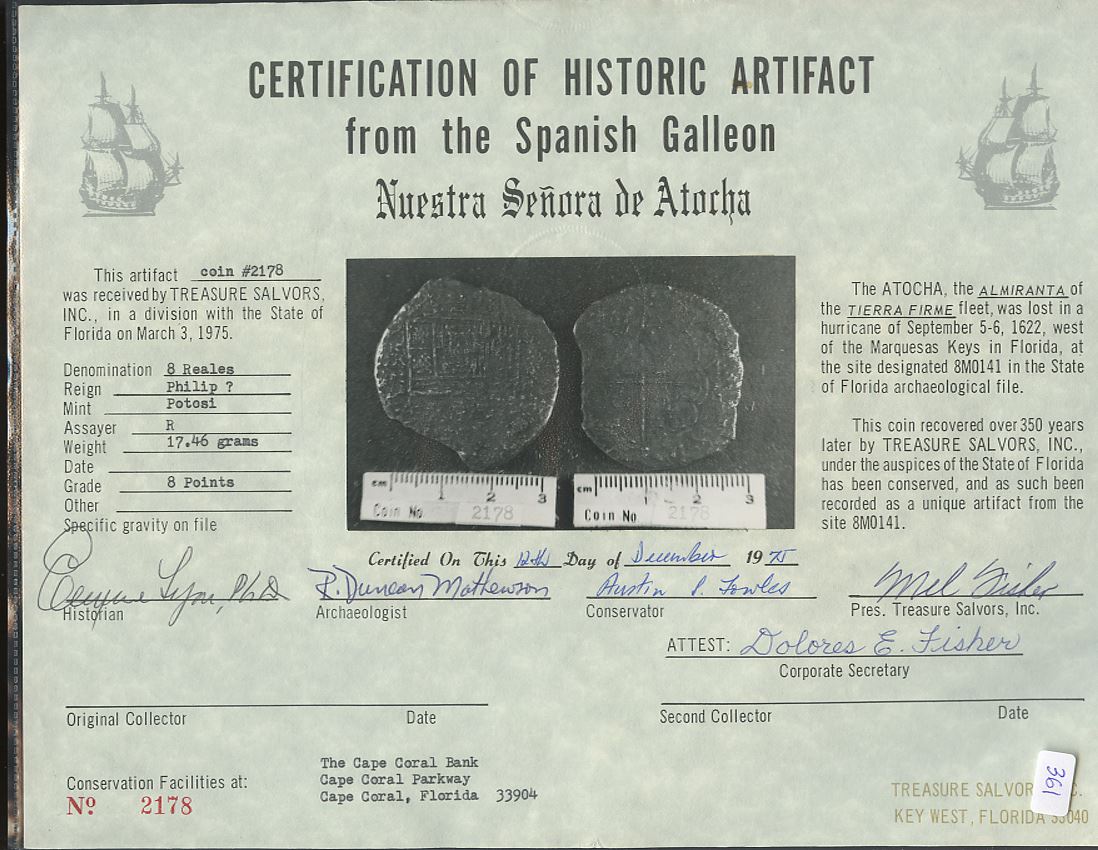 CERTIFICATION OF HISTORIC ARTIFACT
from the Spanish Galleon
Nuestra Señora de Atocha
This artifact coin #2178
was received by TREASURE SALVORS,
INC., in a division with the State of
Florida on March 3, 1975.
Denomination 8 Reales
Reign Philip ?
Mint Potosi
Assayer R
Weight 17.46 grams
Date
Grade 8 Points
Other
Specific gravity on file
cm 1 2 3
Coin No 2178
cm 1 2 3
Coin No 2178
The ATOCHA, the ALMIRANTA of
the TIERRA FIRME fleet, was lost in a
hurricane of September 5-6, 1622, west
of the Marquesas Keys in Florida, at
the site designated 8MO141 in the State
of Florida archaeological file.
This coin recovered over 350 years
later by TREASURE SALVORS, INC.,
under the auspices of the State of Florida
has been conserved, and as such been
recorded as a unique artifact from the
site 8MO141.
Certified On This 12th Day of December 1975
Eugene Lyon, PhD
Historian
R. Duncan Mathewson
Archaeologist
Austin P. Fowles
Conservator
Mel Fisher
Pres. Treasure Salvors, Inc.
ATTEST: Dolores E. Fisher
Corporate Secretary
Original Collector Date
Second Collector Date
Conservation Facilities at:
The Cape Coral Bank
Cape Coral Parkway
Cape Coral, Florida 33904
No 2178
TREASURE SALVOR
KEY WEST, FLORIDA
361